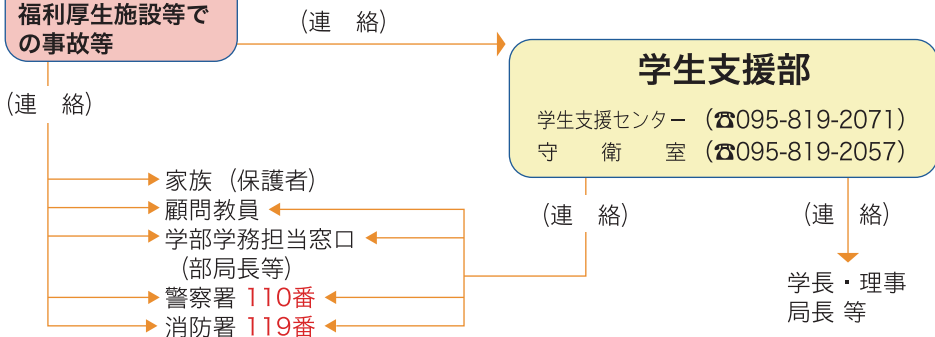 福利厚生施設等で
の事故等
(連 絡)
学生支援部
学生支援センター (☎095-819-2071)
守 衛 室 (☎095-819-2057)
(連 絡)
家族 (保護者)
顧問教員
学部学務担当窓口
(部局長等)
警察署 110番
消防署 119番
(連 絡)
(連 絡)
学長・理事
局長 等